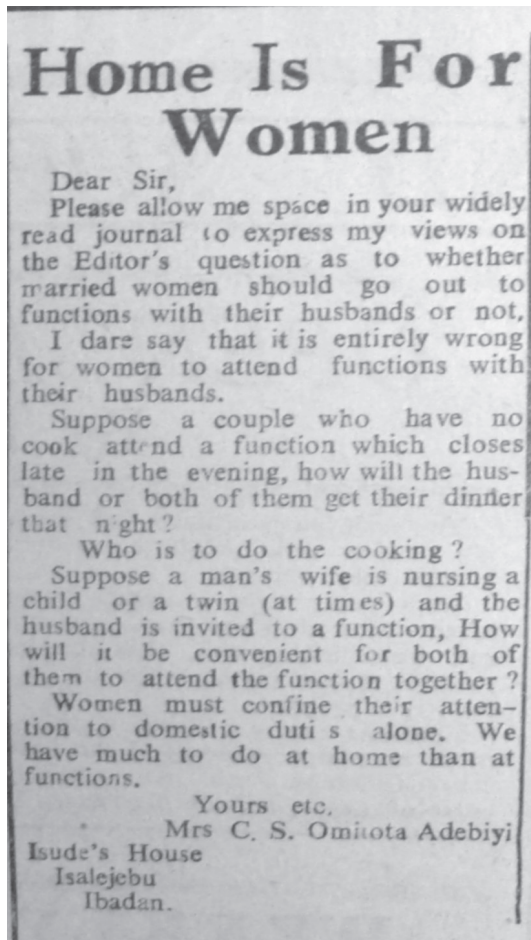 Home Is For
Women
Dear Sir,
Please allow me space in your widely
read journal to express my views on
the Editor's question as to whether
married women should go out to
functions with their husbands or not,
I dare say that it is entirely wrong
for women to attend functions with
their husbands.
Suppose a couple who have no
cook attend a function which closes
late in the evening, how will the hus-
band or both of them get their dinner
that night?
Who is to do the cooking?
Suppose a man's wife is nursing a
child or a twin (at times) and the
husband is invited to a function, How
will it be convenient for both of
them to attend the function together?
Women must confine their atten-
tion to domestic duti s alone. We
have much to do at home than at
functions.
Yours etc.
Mrs C. S. Omitota Adebiyi
Isude's House
Isalejebu
Ibadan.